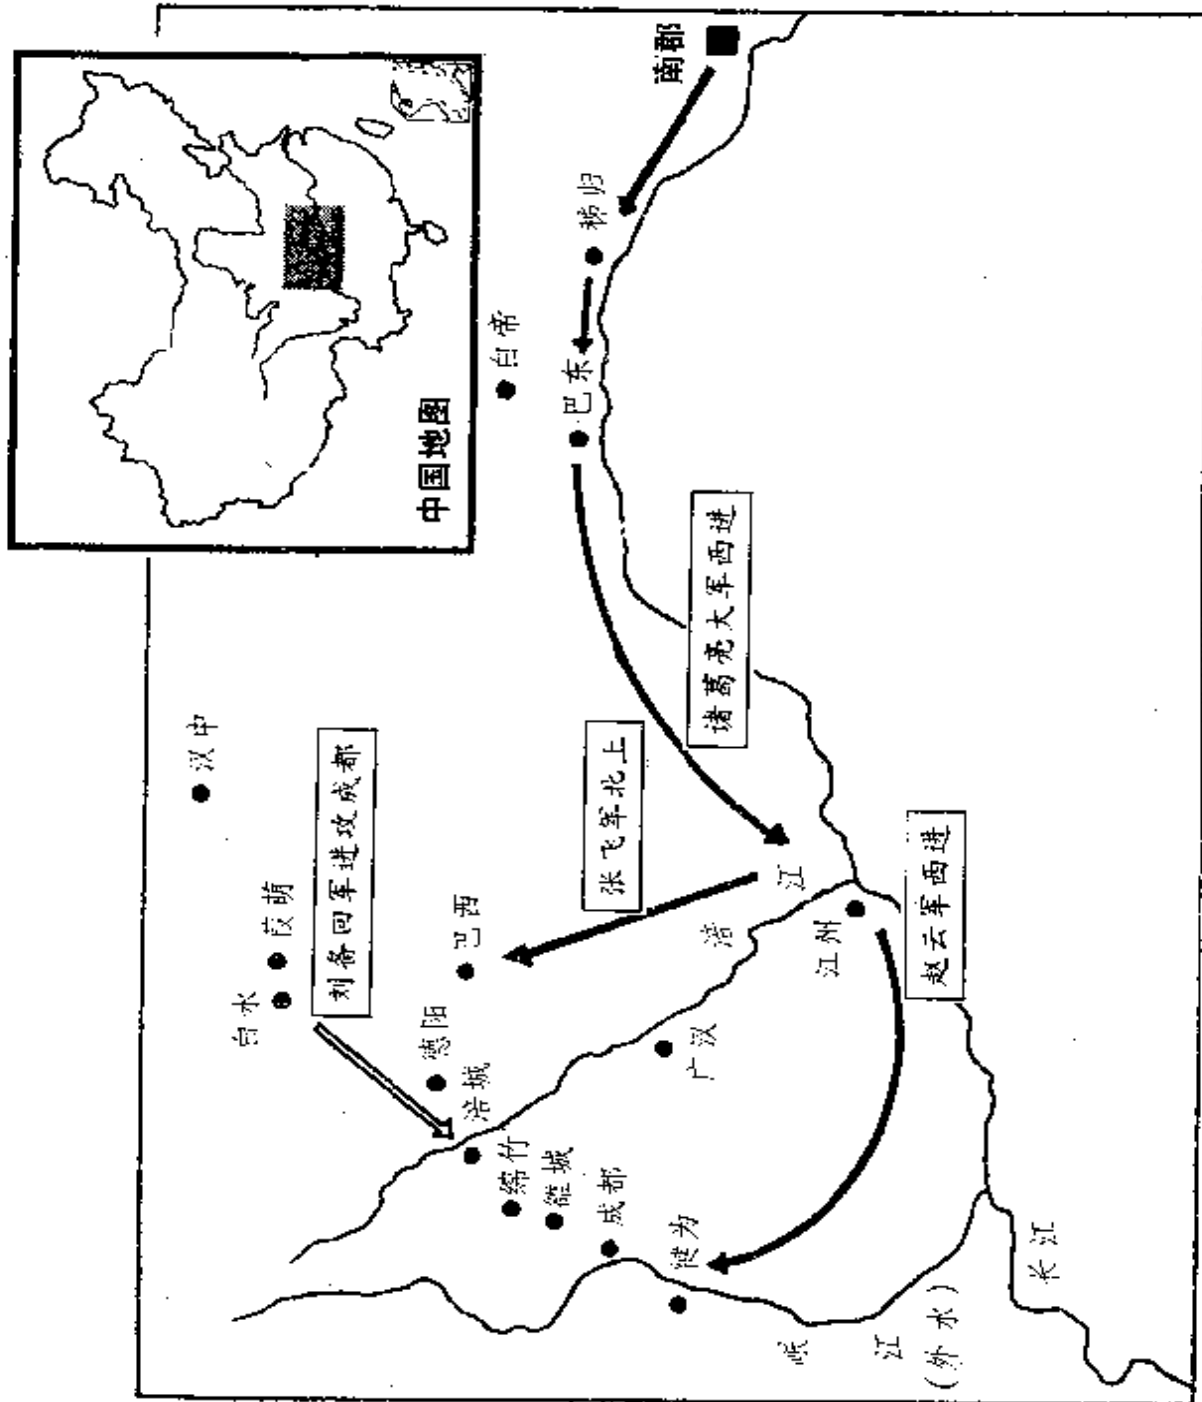 中国地图
汉中
葭萌
白水
刘备回军进攻成都
白帝
德阳
巴西
涪城
绵竹
雒城
成都
巴东
秭归
南郡
张飞军北上
诸葛亮大军西进
广汉
犍为
涪
江
江州
赵云军西进
岷
江
(外水)
长江